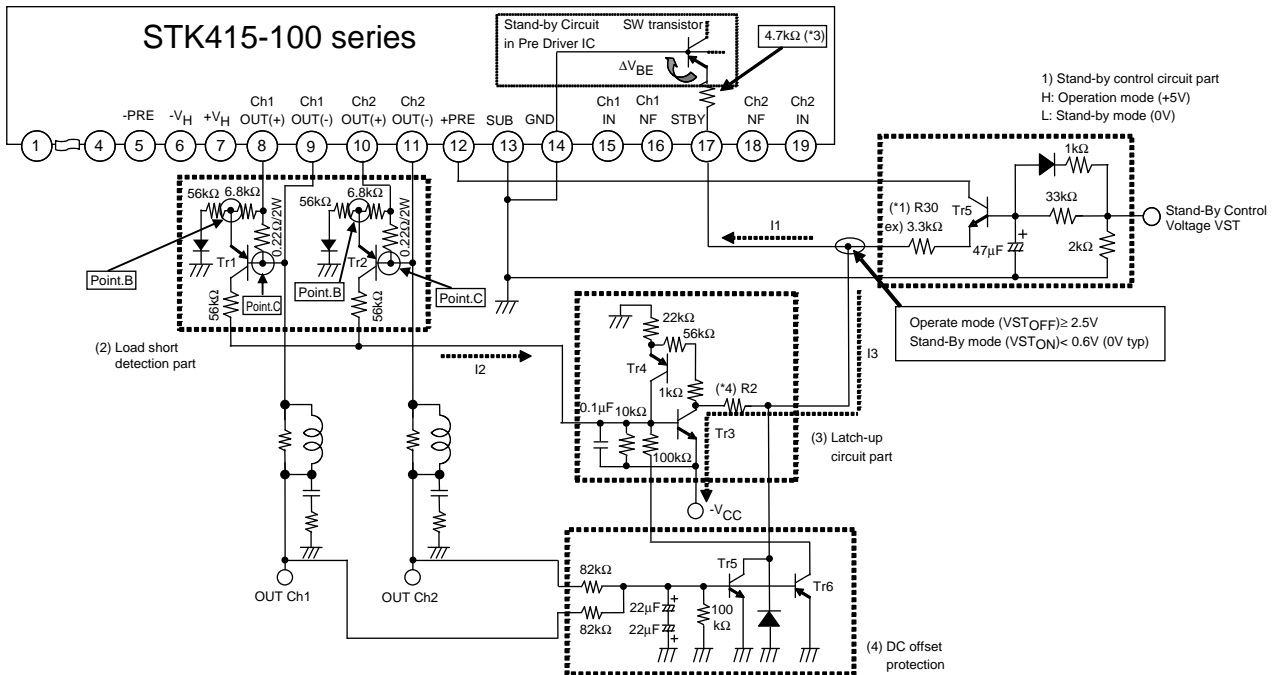 STK415-100 series
Stand-by Circuit SW transistor
in Pre Driver IC
ΔVBE
4.7kΩ (*3)
1) Stand-by control circuit part
H: Operation mode (+5V)
L: Stand-by mode (0V)
-PRE -VH +VH Ch1 OUT(+) Ch1 OUT(-) Ch2 OUT(+) Ch2 OUT(-) +PRE SUB GND Ch1 IN Ch1 NF STBY Ch2 NF Ch2 IN
1 4 5 6 7 8 9 10 11 12 13 14 15 16 17 18 19
1kΩ
33kΩ
2kΩ
Tr5
47μF
+
(*1) R30
ex) 3.3kΩ
Stand-By Control
Voltage VST
I1
56kΩ 6.8kΩ
0.22Ω/2W
Tr1
56kΩ
Point.B
Point.C
56kΩ 6.8kΩ
0.22Ω/2W
Tr2
56kΩ
Point.B
Point.C
(2) Load short
detection part
I2
Operate mode (VSTOFF)≥ 2.5V
Stand-By mode (VSTON)< 0.6V (0V typ)
I3
22kΩ
56kΩ
Tr4
1kΩ
(*4) R2
0.1μF 10kΩ
Tr3
100kΩ
(3) Latch-up
circuit part
-VCC
OUT Ch1
OUT Ch2
82kΩ
82kΩ
22μF +
22μF +
100
kΩ
Tr5
Tr6
(4) DC offset
protection